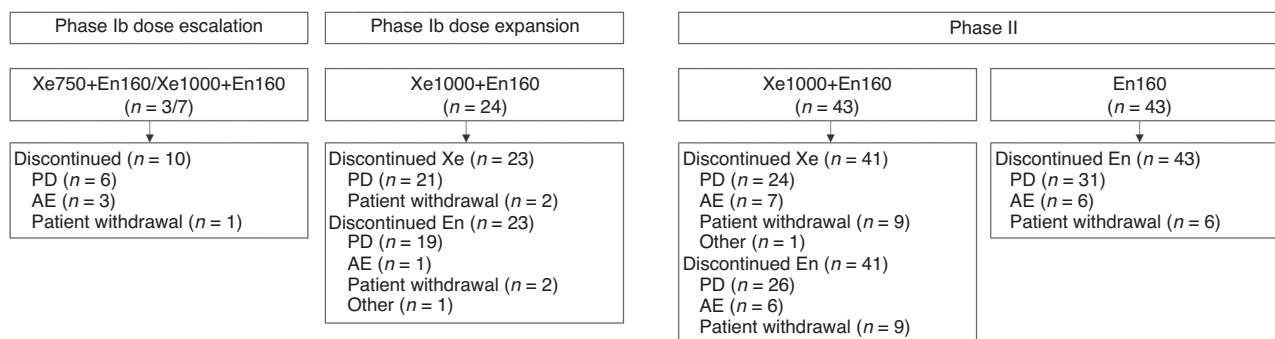 Phase Ib dose escalation
Xe750+En160/Xe1000+En160
(n = 3/7)
Discontinued (n = 10)
PD (n = 6)
AE (n = 3)
Patient withdrawal (n = 1)
Phase Ib dose expansion
Xe1000+En160
(n = 24)
Discontinued Xe (n = 23)
PD (n = 21)
Patient withdrawal (n = 2)
Discontinued En (n = 23)
PD (n = 19)
AE (n = 1)
Patient withdrawal (n = 2)
Other (n = 1)
Phase II
Xe1000+En160
(n = 43)
Discontinued Xe (n = 41)
PD (n = 24)
AE (n = 7)
Patient withdrawal (n = 9)
Other (n = 1)
Discontinued En (n = 41)
PD (n = 26)
AE (n = 6)
Patient withdrawal (n = 9)
En160
(n = 43)
Discontinued En (n = 43)
PD (n = 31)
AE (n = 6)
Patient withdrawal (n = 6)